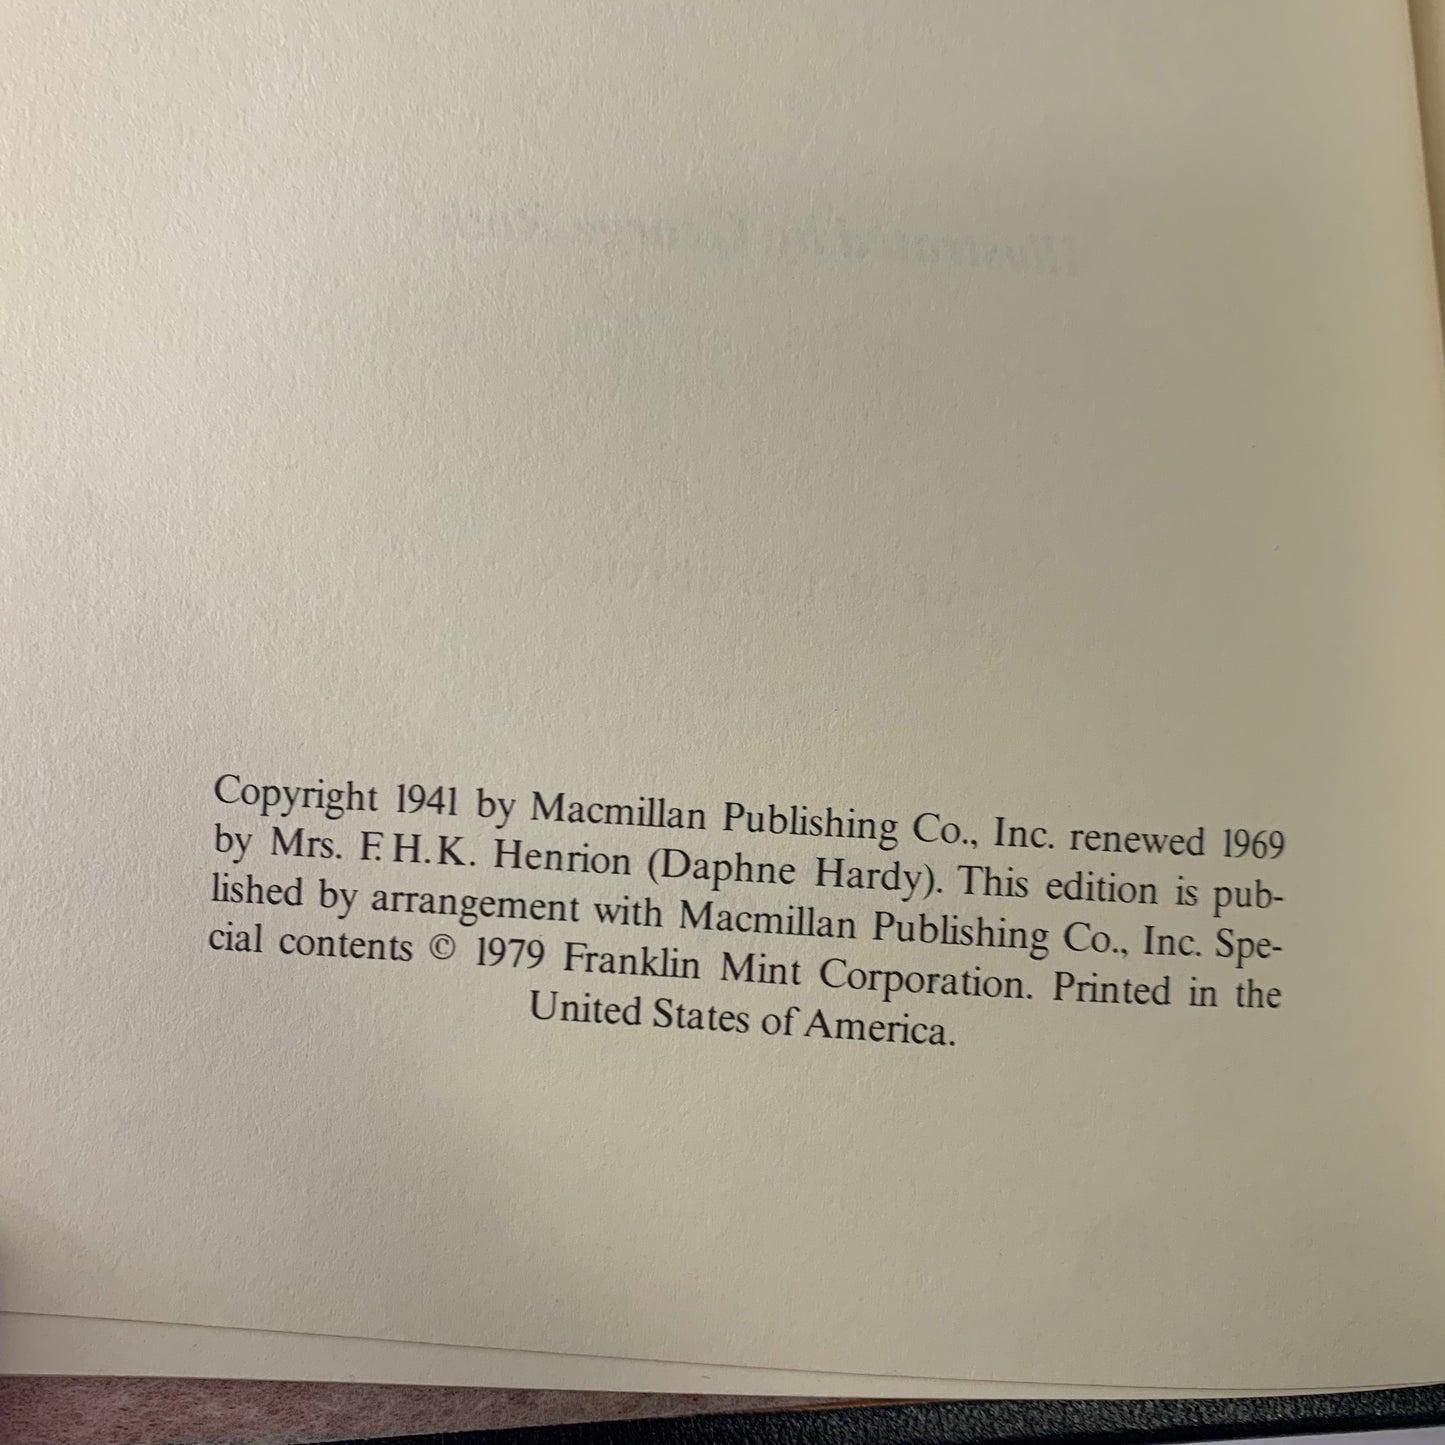 Copyright 1941 by Macmillan Publishing Co., Inc. renewed 1969
by Mrs. F. H. K. Henrion (Daphne Hardy). This edition is pub-
lished by arrangement with Macmillan Publishing Co., Inc. Spe-
cial contents © 1979 Franklin Mint Corporation. Printed in the
United States of America.